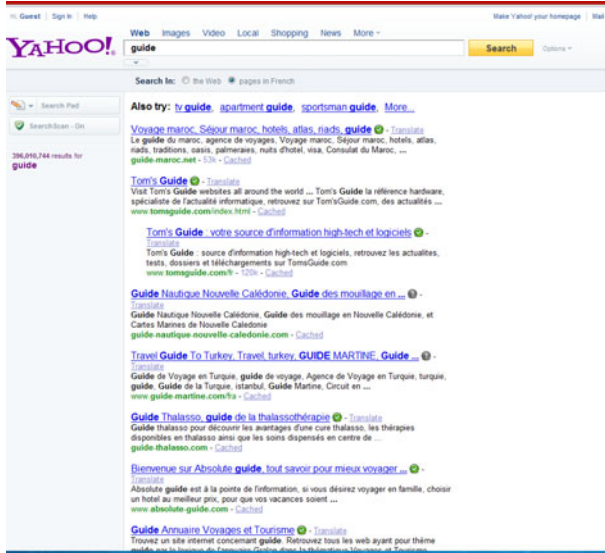 Hi, Guest | Sign In | Help
Make Yahoo! your homepage | Mail
Web Images Video Local Shopping News More
YAHOO!
guide
Search
Options
Search In: the Web pages in French
Search Pad
SearchScan - On
396,010,744 results for
guide
Also try: tv guide, apartment guide, sportsman guide, More...
Voyage maroc, Séjour maroc, hotels, atlas, riads, guide - Translate
Le guide du maroc, agence de voyages, Voyage maroc, Séjour maroc, hotels, atlas,
riads, traditions, oasis, palmeraies, nuits d'hotel, visa, Consulat du Maroc, ...
guide-maroc.net - 53k - Cached
Tom's Guide - Translate
Visit Tom's Guide websites all around the world ... Tom's Guide la référence hardware,
spécialiste de l'actualité informatique, retrouvez sur Tom'sGuide.com, des actualités ...
www.tomsguide.com/index.html - Cached
Tom's Guide : votre source d'information high-tech et logiciels -
Translate
Tom's Guide : source d'information high-tech et logiciels, retrouvez les actualites,
tests, dossiers et téléchargements sur TomsGuide.com
www.tomsguide.com/fr - 120k - Cached
Guide Nautique Nouvelle Calédonie, Guide des mouillage en ... -
Translate
Guide Nautique Nouvelle Calédonie, Guide des mouillage en Nouvelle Calédonie, et
Cartes Marines de Nouvelle Caledonie
guide-nautique-nouvelle-caledonie.com - Cached
Travel Guide To Turkey, Travel, turkey, GUIDE MARTINE, Guide ... -
Translate
Guide de Voyage en Turquie, guide de voyage, Agence de Voyage en Turquie, turquie,
guide, Guide de la Turquie, istanbul, Guide Martine, Circuit en ...
www.guide-martine.com/fra - Cached
Guide Thalasso, guide de la thalassothérapie - Translate
Guide thalasso pour découvrir les avantages d'une cure thalasso, les thérapies
disponibles en thalasso ainsi que les soins dispensés en centre de ...
guide-thalasso.com - Cached
Bienvenue sur Absolute guide, tout savoir pour mieux voyager ... -
Translate
Absolute guide est à la pointe de l'information, si vous désirez voyager en famille, choisir
un hotel au meilleur prix, pour que vos vacances soient ...
www.absolute-guide.com - Cached
Guide Annuaire Voyages et Tourisme - Translate
Trouvez un site internet concernant guide. Retrouvez tous les web ayant pour thème
guide par le lexique de l'annuaire Gralon dans la thématique Voyages et Tourisme